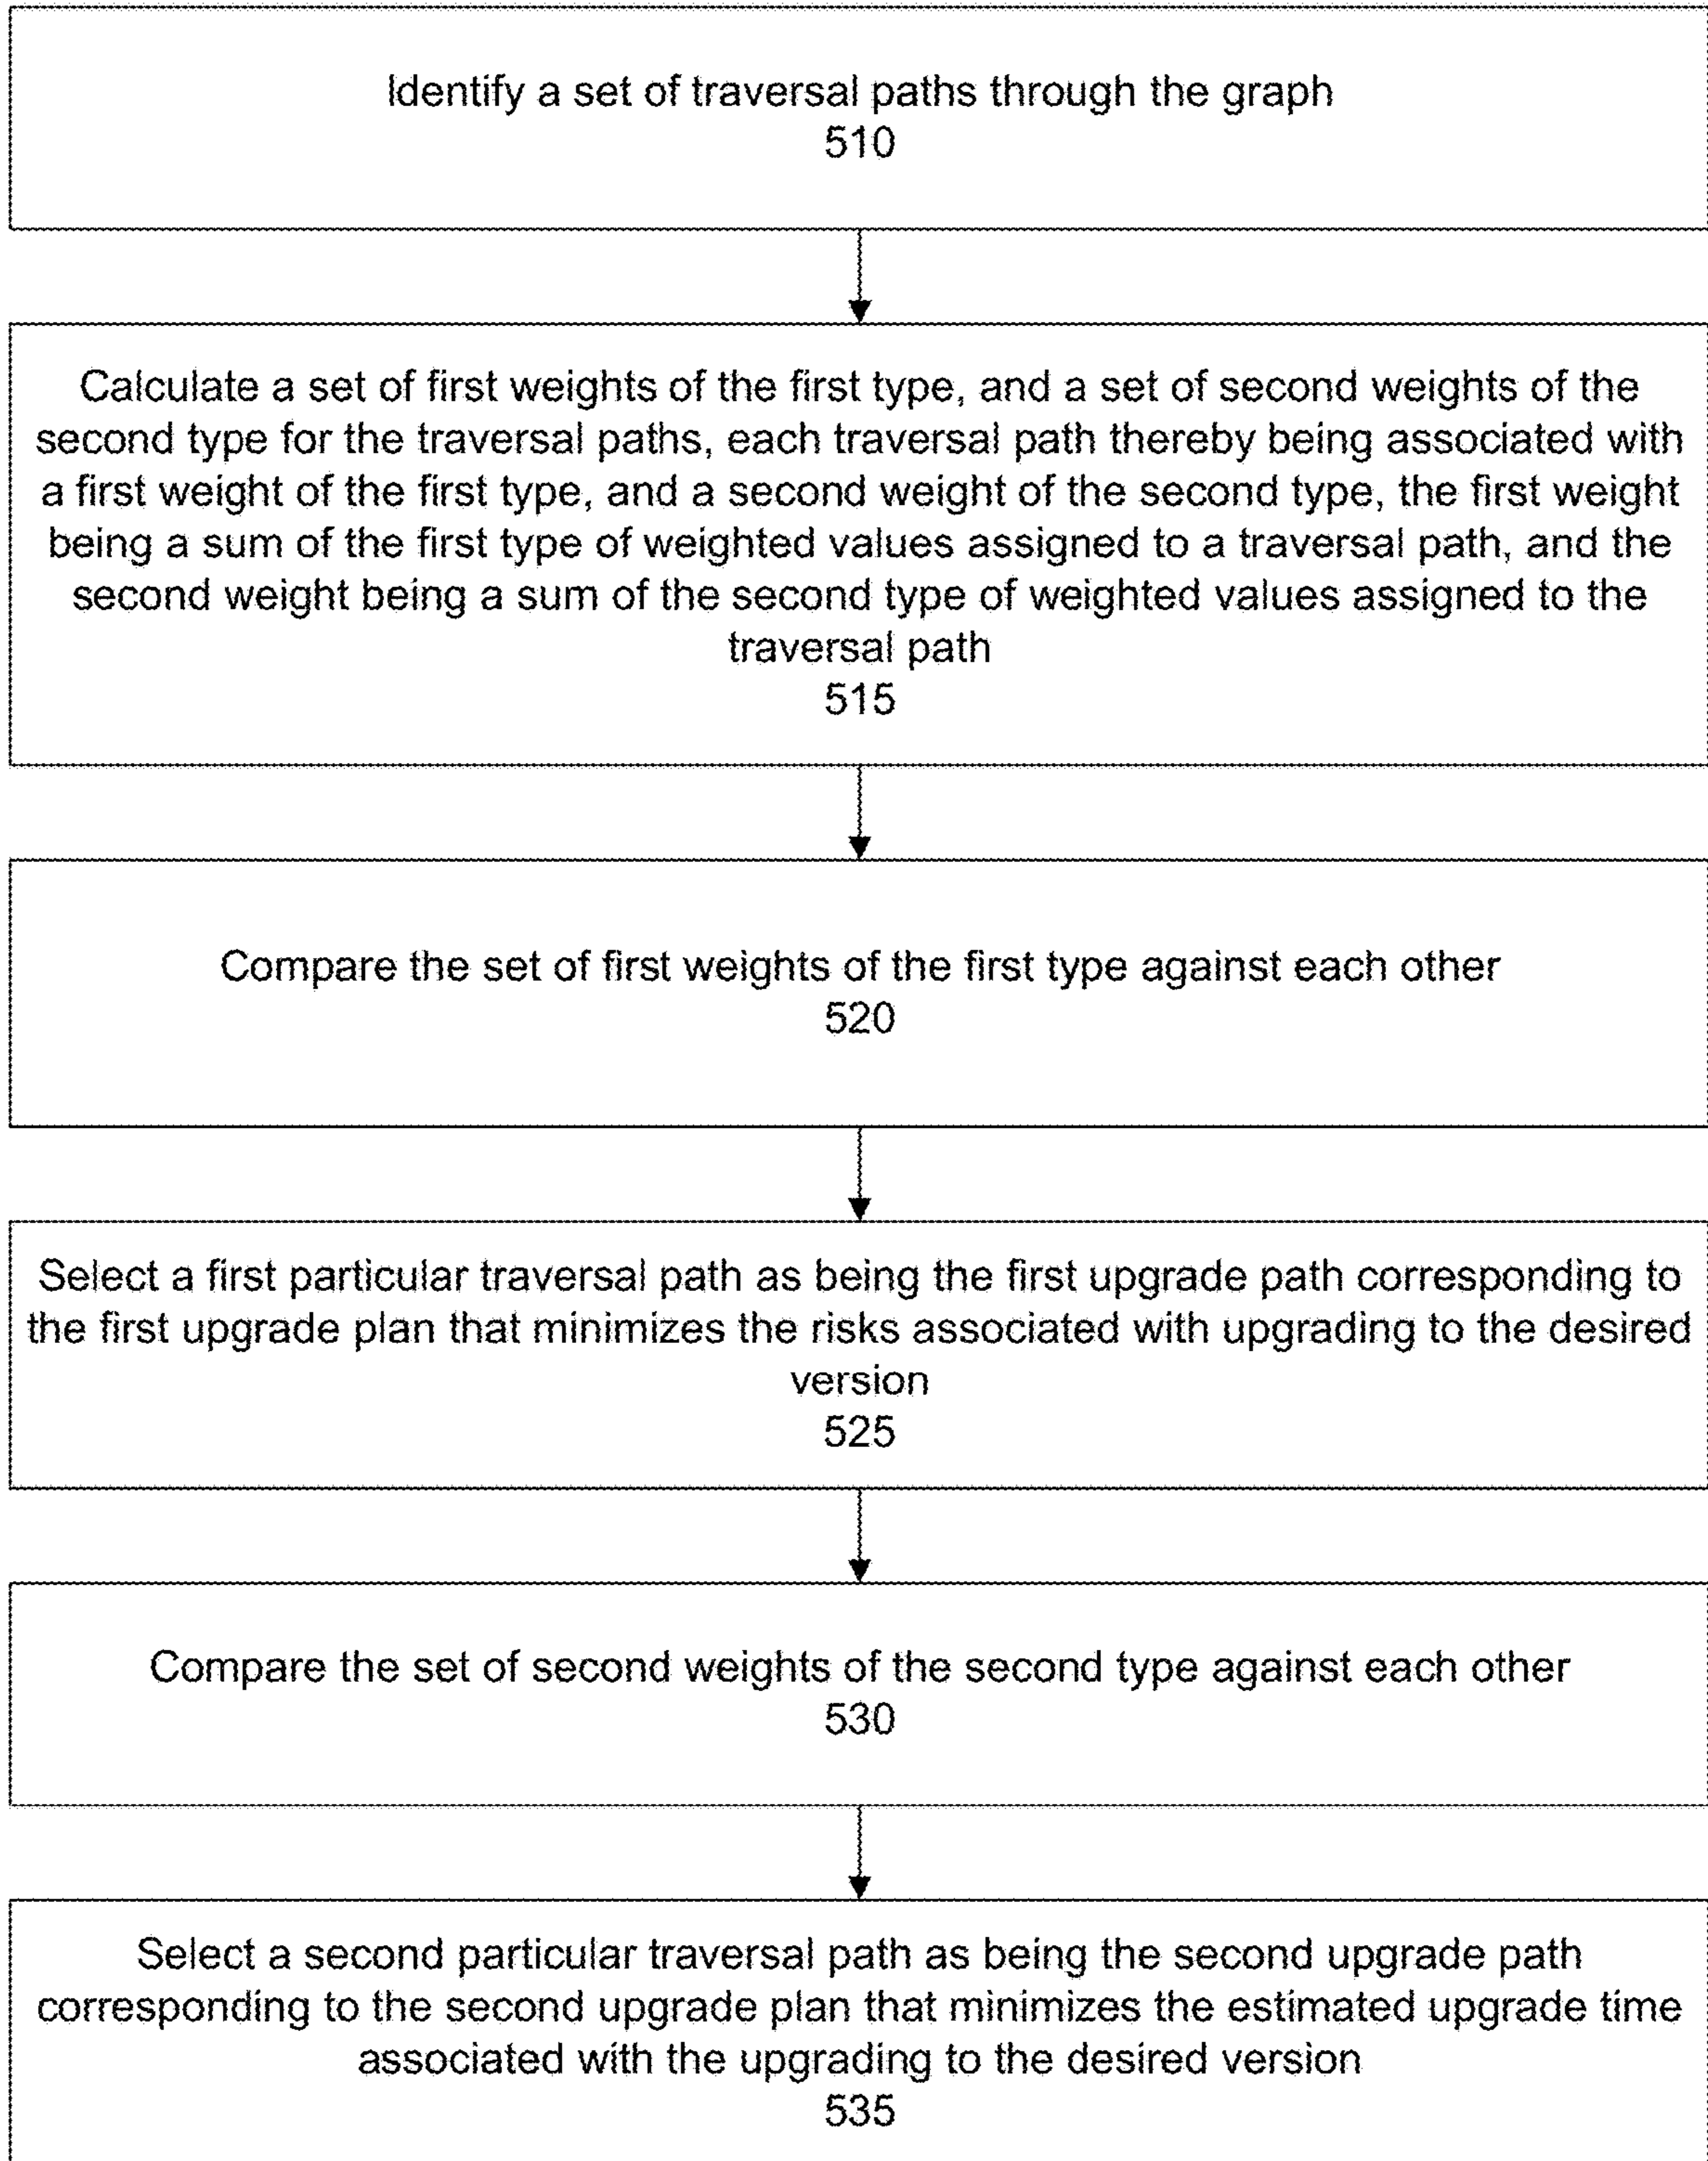 Identify a set of traversal paths through the graph
510
Calculate a set of first weights of the first type, and a set of second weights of the
second type for the traversal paths, each traversal path thereby being associated with
a first weight of the first type, and a second weight of the second type, the first weight
being a sum of the first type of weighted values assigned to a traversal path, and the
second weight being a sum of the second type of weighted values assigned to the
traversal path
515
Compare the set of first weights of the first type against each other
520
Select a first particular traversal path as being the first upgrade path corresponding to
the first upgrade plan that minimizes the risks associated with upgrading to the desired
version
525
Compare the set of second weights of the second type against each other
530
Select a second particular traversal path as being the second upgrade path
corresponding to the second upgrade plan that minimizes the estimated upgrade time
associated with the upgrading to the desired version
535